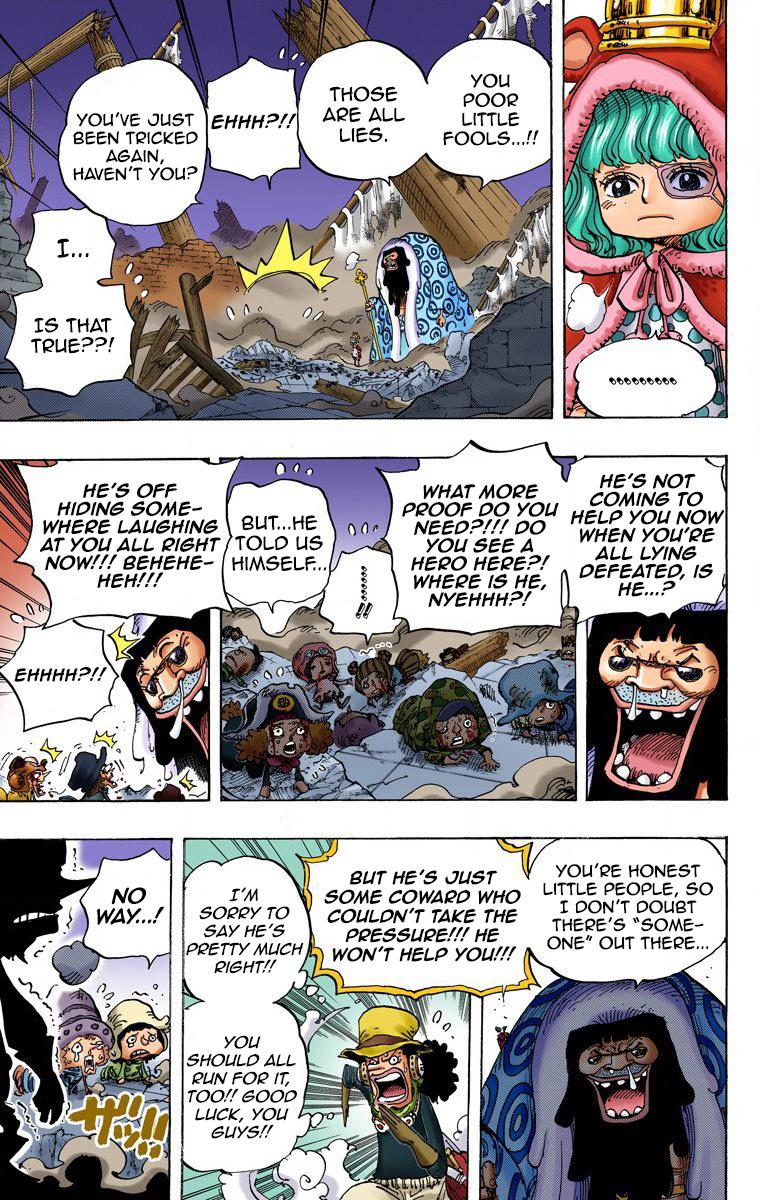 ..........
YOU
POOR
LITTLE
FOOLS...!!
THOSE
ARE ALL
LIES.
EHHH?!!
YOU'VE JUST
BEEN TRICKED
AGAIN,
HAVEN'T YOU?
I...
IS THAT
TRUE??!
HE'S NOT
COMING TO
HELP YOU NOW
WHEN YOU'RE
ALL LYING
DEFEATED, IS
HE...?
WHAT MORE
PROOF DO YOU
NEED?!!! DO
YOU SEE A
HERO HERE?!
WHERE IS HE,
NYEHHH?!
......!!
BUT...HE
TOLD US
HIMSELF...
HE'S OFF
HIDING SOME-
WHERE LAUGHING
AT YOU ALL RIGHT
NOW!!! BEHEHE-
HEH!!!
EHHHH?!!
YOU'RE HONEST
LITTLE PEOPLE, SO
I DON'T DOUBT
THERE'S "SOME-
ONE" OUT THERE...
BUT HE'S JUST
SOME COWARD WHO
COULDN'T TAKE THE
PRESSURE!!! HE
WON'T HELP YOU!!!
I'M
SORRY TO
SAY HE'S
PRETTY MUCH
RIGHT!!
YOU
SHOULD ALL
RUN FOR IT,
TOO!! GOOD
LUCK, YOU
GUYS!!
NO
WAY...!
ザッ!!